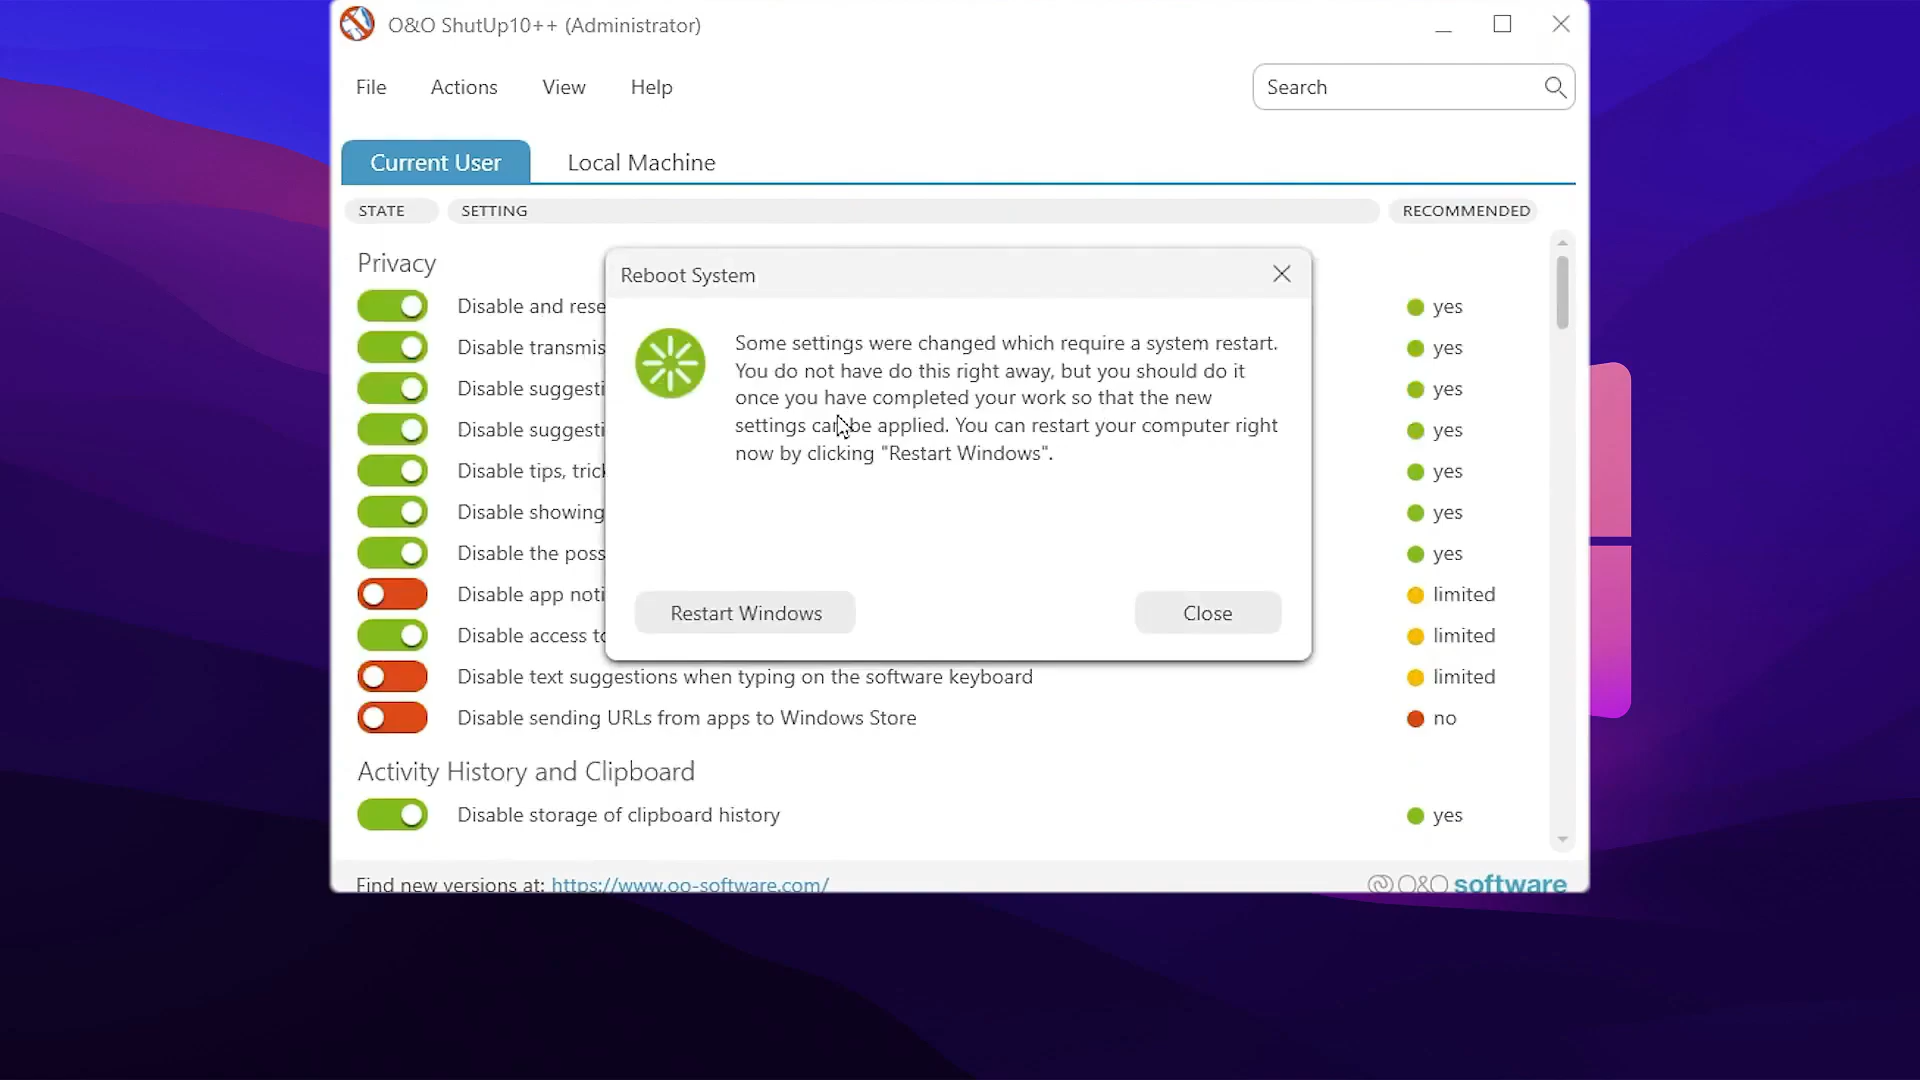 O&O ShutUp10++ (Administrator)
File Actions View Help Search
Current User Local Machine
STATE SETTING RECOMMENDED
Privacy
Disable and rese yes
Disable transmis yes
Disable suggesti yes
Disable suggesti yes
Disable tips, tric yes
Disable showing yes
Disable the poss yes
Disable app noti limited
Disable access to limited
Disable text suggestions when typing on the software keyboard limited
Disable sending URLs from apps to Windows Store no
Activity History and Clipboard
Disable storage of clipboard history yes
Find new versions at: https://www.oo-software.com/ O&O software
Reboot System
Some settings were changed which require a system restart.
You do not have do this right away, but you should do it
once you have completed your work so that the new
settings can be applied. You can restart your computer right
now by clicking "Restart Windows".
Restart Windows Close